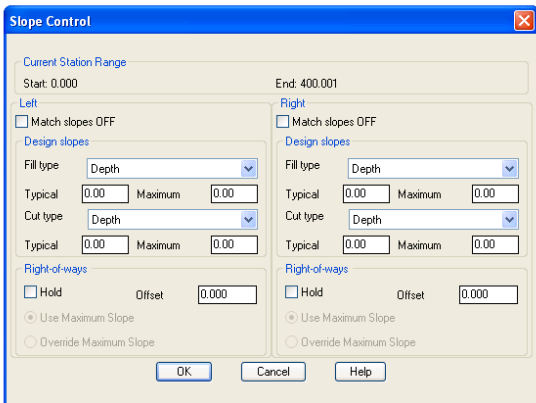 Slope Control
Current Station Range
Start: 0.000 End: 400.001
Left
Match slopes OFF
Design slopes
Fill type Depth
Typical 0.00 Maximum 0.00
Cut type Depth
Typical 0.00 Maximum 0.00
Right-of-ways
Hold Offset 0.000
Use Maximum Slope
Override Maximum Slope
Right
Match slopes OFF
Design slopes
Fill type Depth
Typical 0.00 Maximum 0.00
Cut type Depth
Typical 0.00 Maximum 0.00
Right-of-ways
Hold Offset 0.000
Use Maximum Slope
Override Maximum Slope
OK Cancel Help